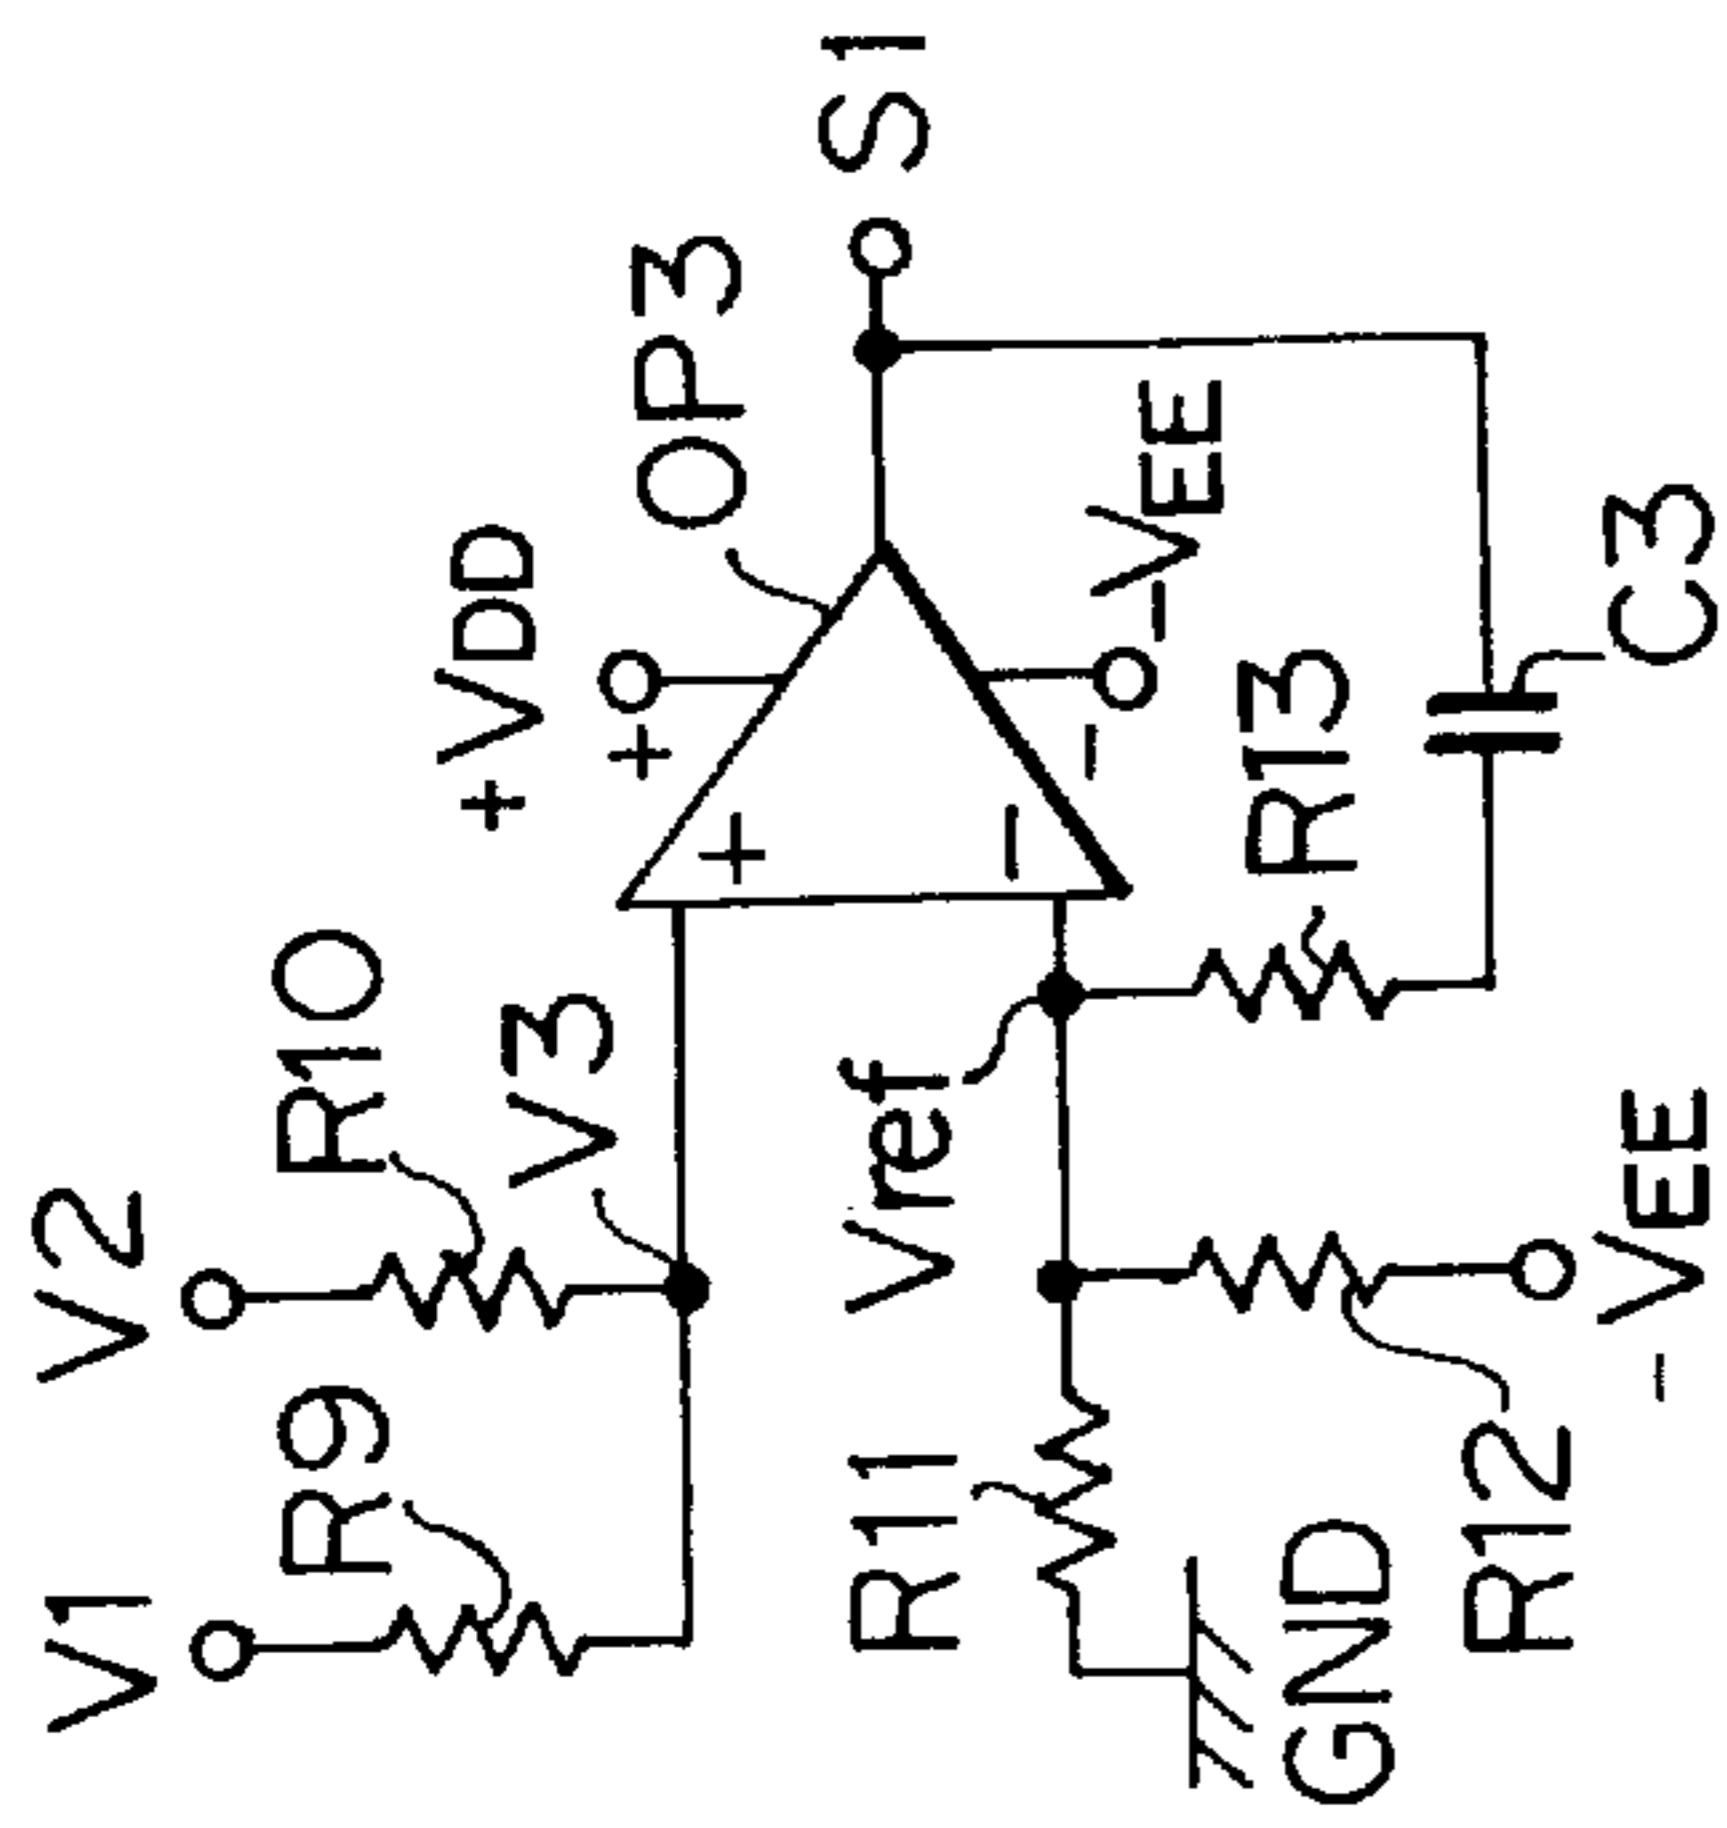 V1
V2
R9
R10
V3
+VDD
+
OP3
S1
+
−
−
−VEE
Vref
R11
R13
C3
GND
R12
−VEE